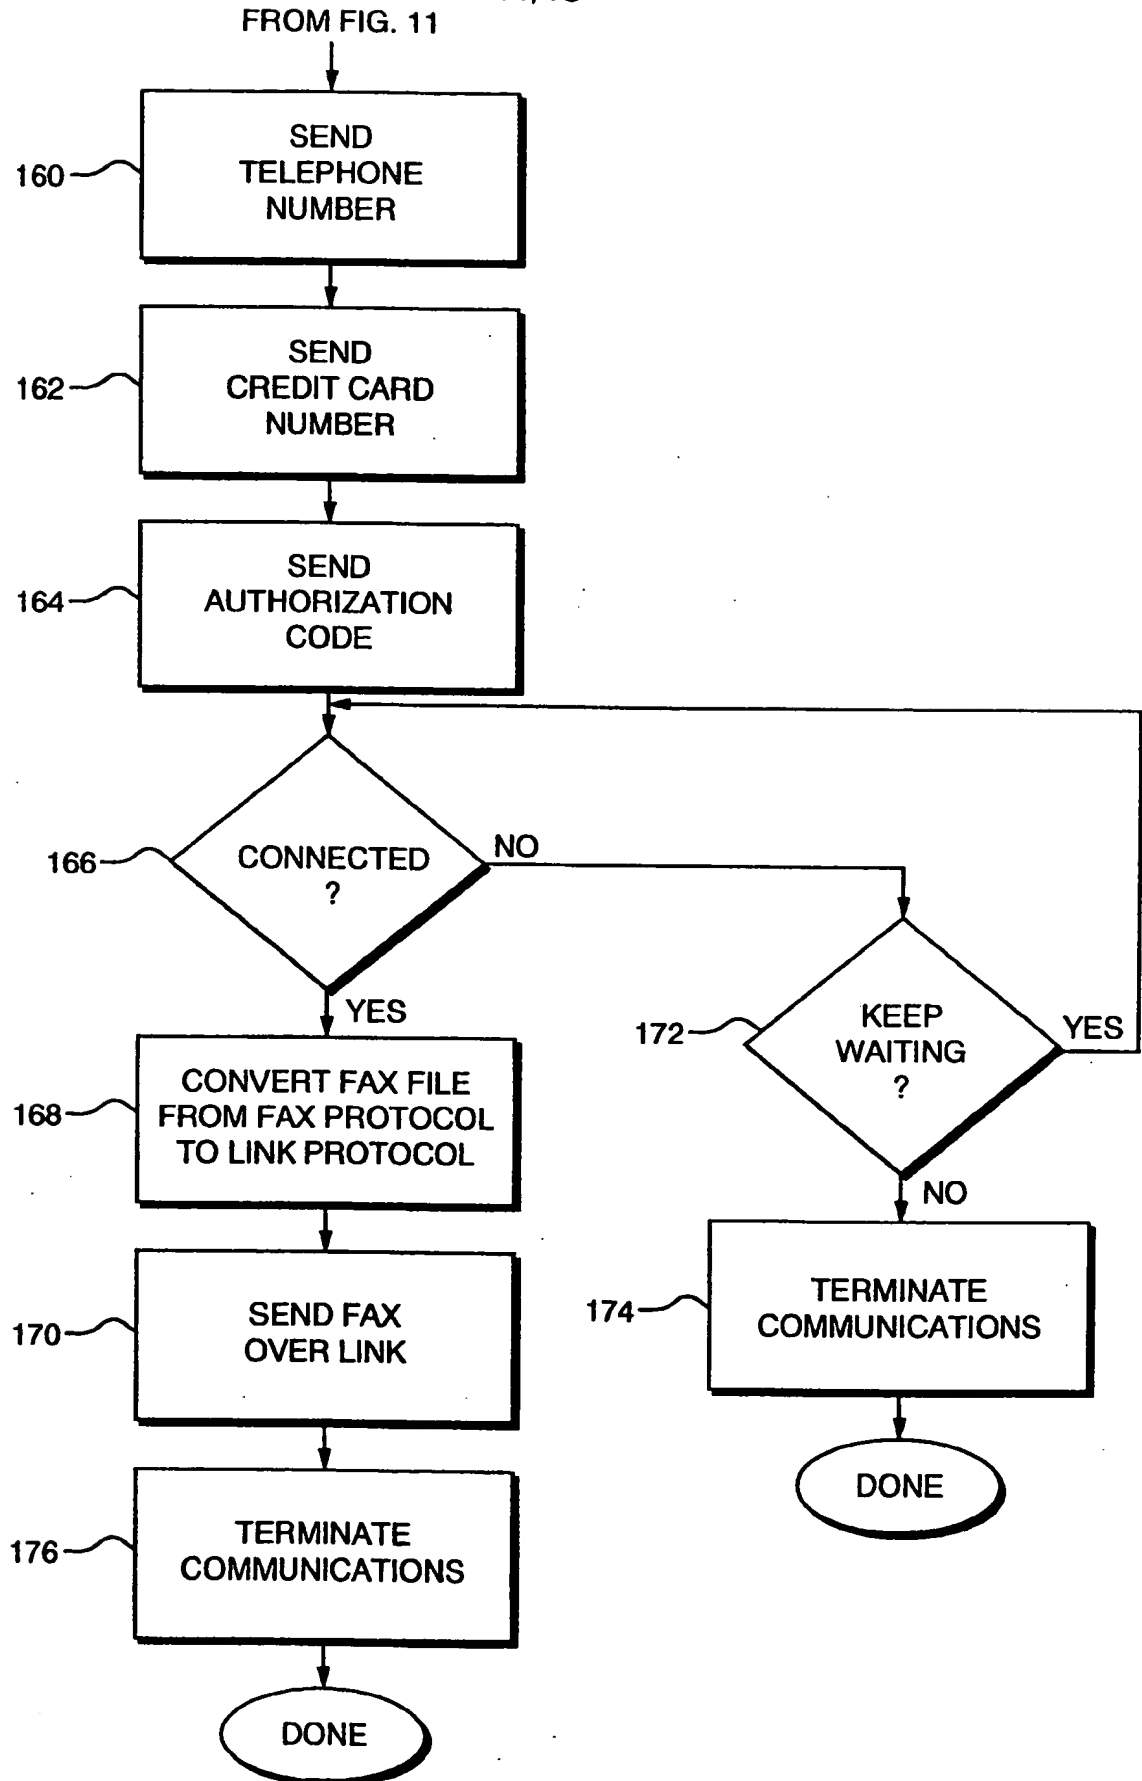 FROM FIG. 11
160
SEND
TELEPHONE
NUMBER
162
SEND
CREDIT CARD
NUMBER
164
SEND
AUTHORIZATION
CODE
166
CONNECTED
?
NO
YES
172
KEEP
WAITING
?
YES
NO
168
CONVERT FAX FILE
FROM FAX PROTOCOL
TO LINK PROTOCOL
170
SEND FAX
OVER LINK
174
TERMINATE
COMMUNICATIONS
DONE
176
TERMINATE
COMMUNICATIONS
DONE